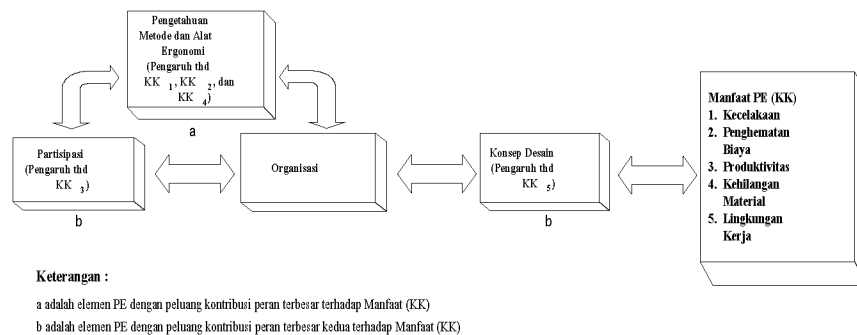 Pengetahuan
Metode dan Alat
Ergonomi
(Pengaruh thd
KK 1, KK 2, dan
KK 4)
a
Partisipasi
(Pengaruh thd
KK 3)
b
Organisasi
Konsep Desain
(Pengaruh thd
KK 5)
b
Manfaat PE (KK)
1. Kecelakaan
2. Penghematan
Biaya
3. Produktivitas
4. Kehilangan
Material
5. Lingkungan
Kerja
Keterangan :
a adalah elemen PE dengan peluang kontribusi peran terbesar terhadap Manfaat (KK)
b adalah elemen PE dengan peluang kontribusi peran terbesar kedua terhadap Manfaat (KK)